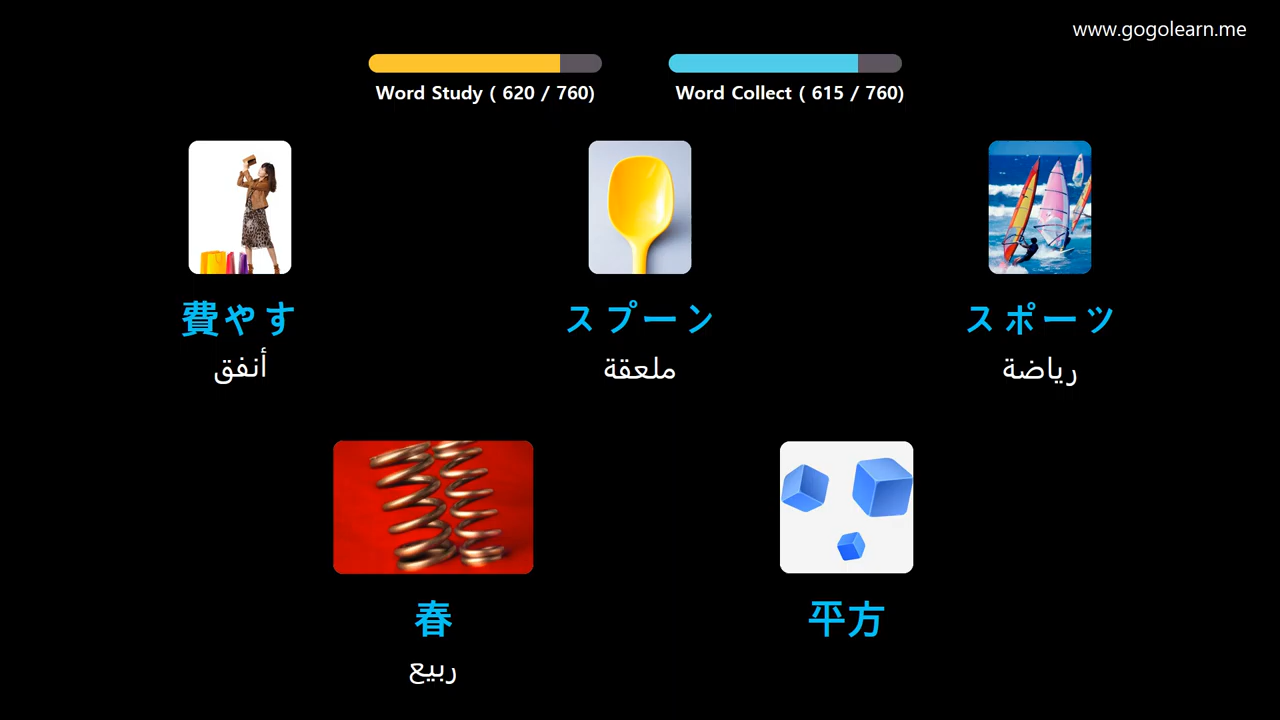 www.gogolearn.me
Word Study ( 620 / 760)
Word Collect ( 615 / 760)
費やす
スプーン
スポーツ
أنفق
ملعقة
رياضة
春
平方
ربيع